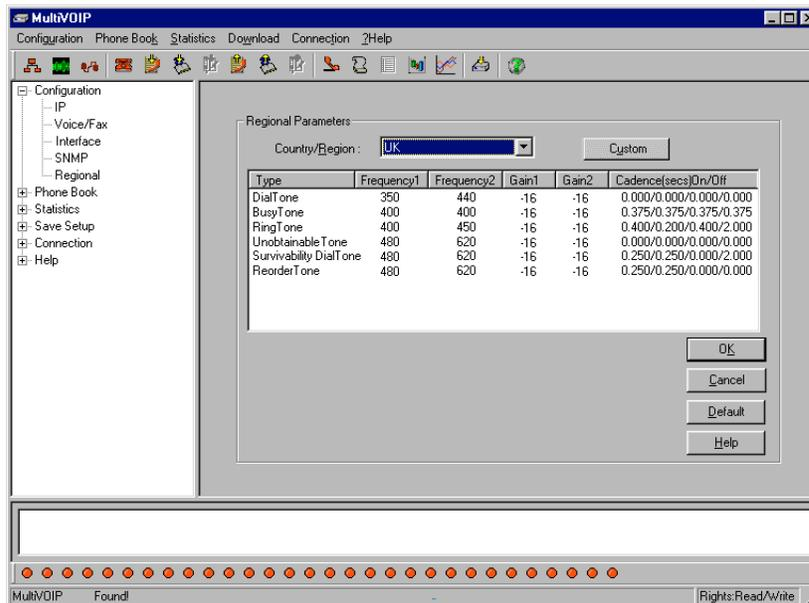 MultiVOIP
Configuration Phone Book Statistics Download Connection ?Help
Configuration
IP
Voice/Fax
Interface
SNMP
Regional
Phone Book
Statistics
Save Setup
Connection
Help
Regional Parameters
Country/Region : UK Custom
Type Frequency1 Frequency2 Gain1 Gain2 Cadence(secs)On/Off
DialTone 350 440 -16 -16 0.000/0.000/0.000/0.000
BusyTone 400 400 -16 -16 0.375/0.375/0.375/0.375
RingTone 400 450 -16 -16 0.400/0.200/0.400/2.000
UnobtainableTone 480 620 -16 -16 0.000/0.000/0.000/0.000
Survivability DialTone 480 620 -16 -16 0.250/0.250/0.000/2.000
ReorderTone 480 620 -16 -16 0.250/0.250/0.000/0.000
OK
Cancel
Default
Help
MultiVOIP Found! Rights:Read/Write